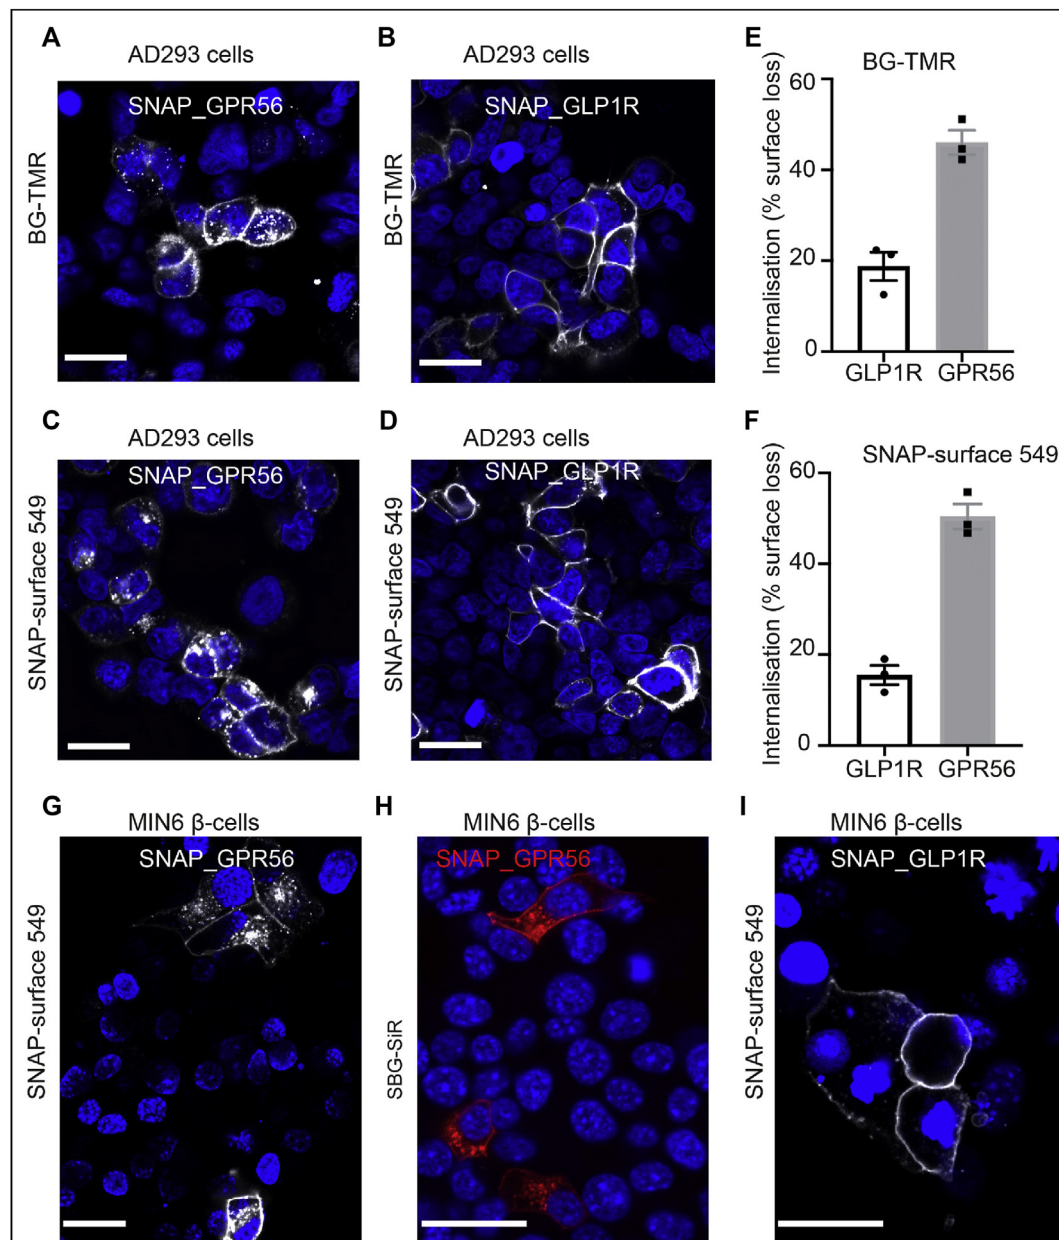 A
AD293 cells
SNAP_GPR56
BG-TMR
B
AD293 cells
SNAP_GLP1R
BG-TMR
E
BG-TMR
Internalisation (% surface loss)
60
40
20
0
GLP1R GPR56
C
AD293 cells
SNAP_GPR56
SNAP-surface 549
D
AD293 cells
SNAP_GLP1R
SNAP-surface 549
F
SNAP-surface 549
Internalisation (% surface loss)
60
40
20
0
GLP1R GPR56
G
MIN6 β-cells
SNAP_GPR56
SNAP-surface 549
H
MIN6 β-cells
SNAP_GPR56
SBG-SiR
I
MIN6 β-cells
SNAP_GLP1R
SNAP-surface 549